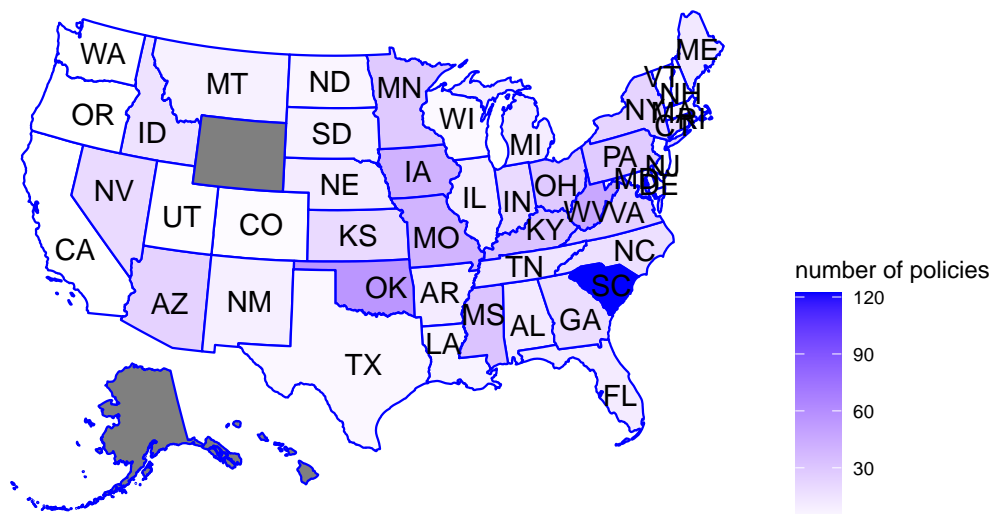 WA
MT
ND
MN
ME
VT
NH
OR
ID
SD
WI
MI
NY
MA
CT
RI
NV
UT
CO
NE
IA
IL
IN
OH
PA
NJ
MD
DE
CA
KS
MO
KY
WV
VA
AZ
NM
OK
AR
TN
NC
SC
TX
LA
MS
AL
GA
FL
number of policies
120
90
60
30